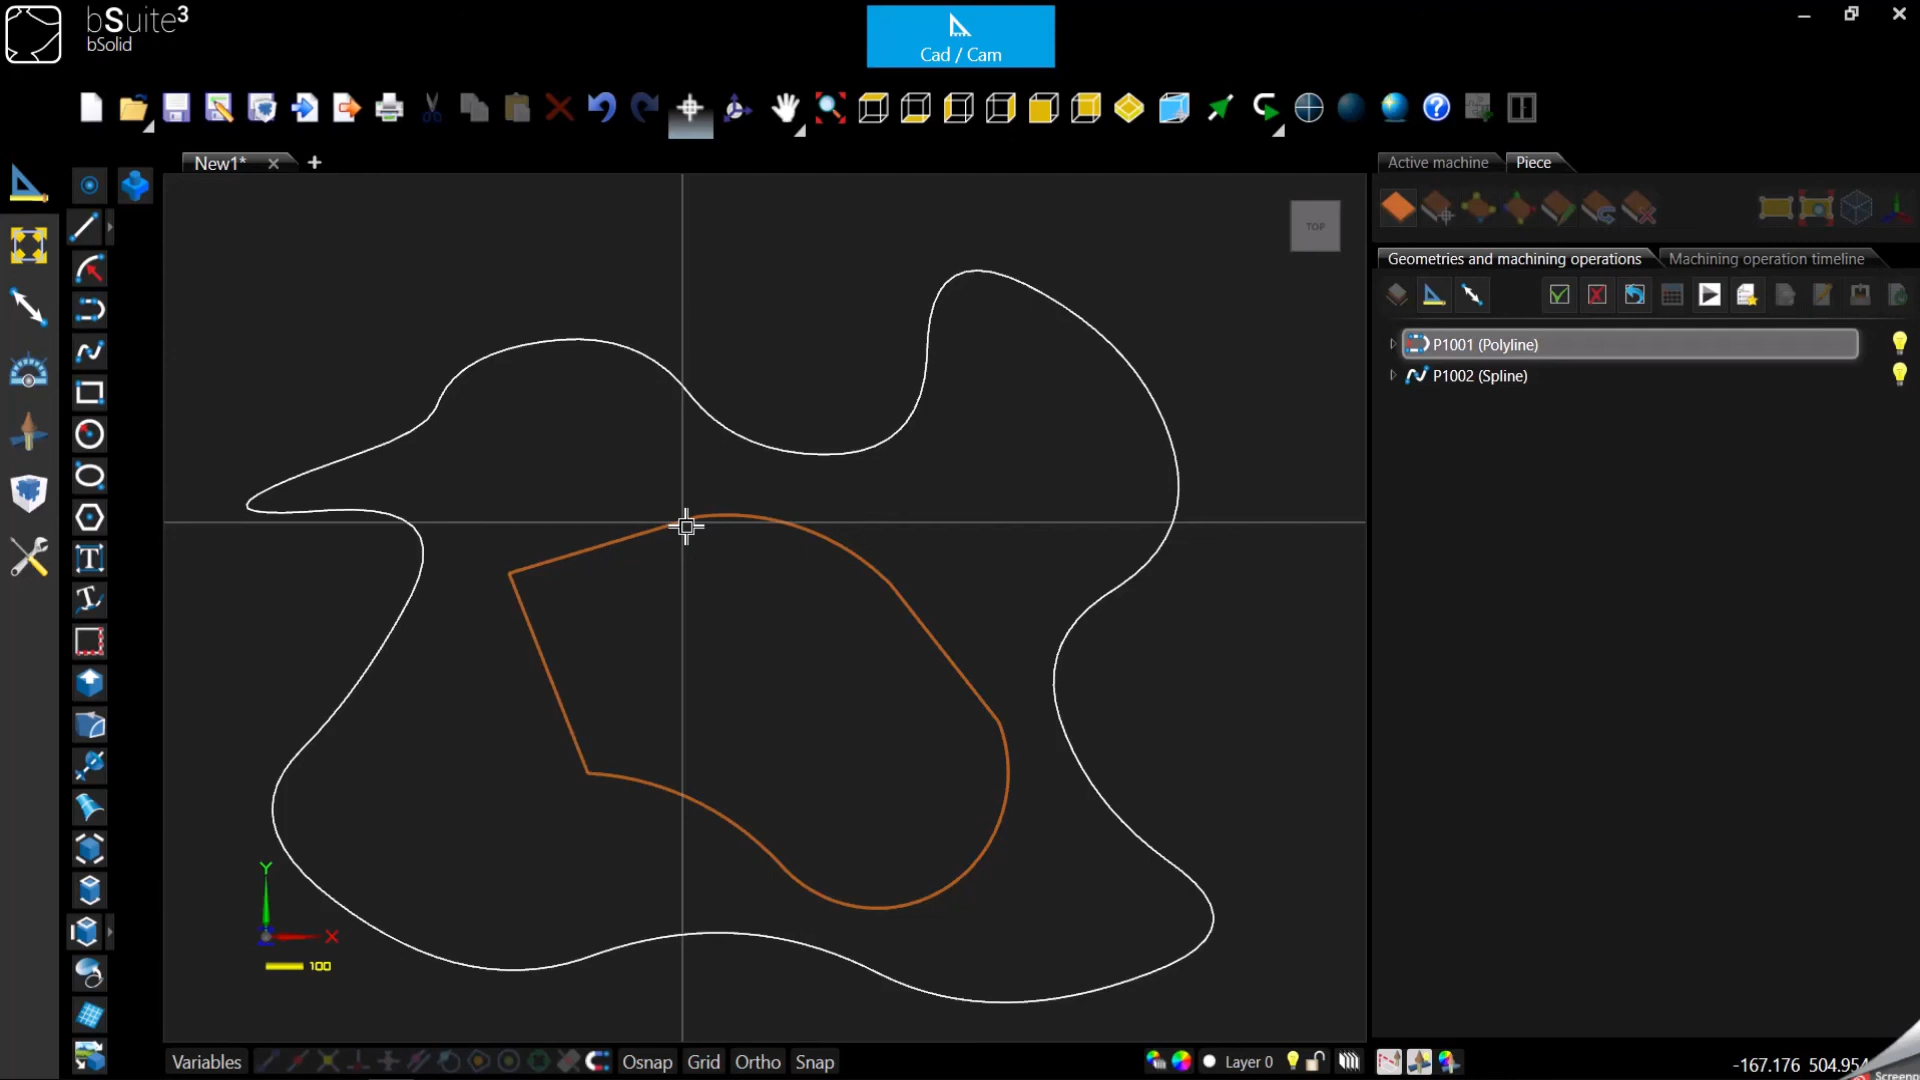 bSuite3
bSolid
Cad / Cam
New1*
Active machine
Piece
TOP
Geometries and machining operations
Machining operation timeline
P1001 (Polyline)
P1002 (Spline)
Y
X
100
Variables
Osnap
Grid
Ortho
Snap
Layer 0
-167.176 504.954